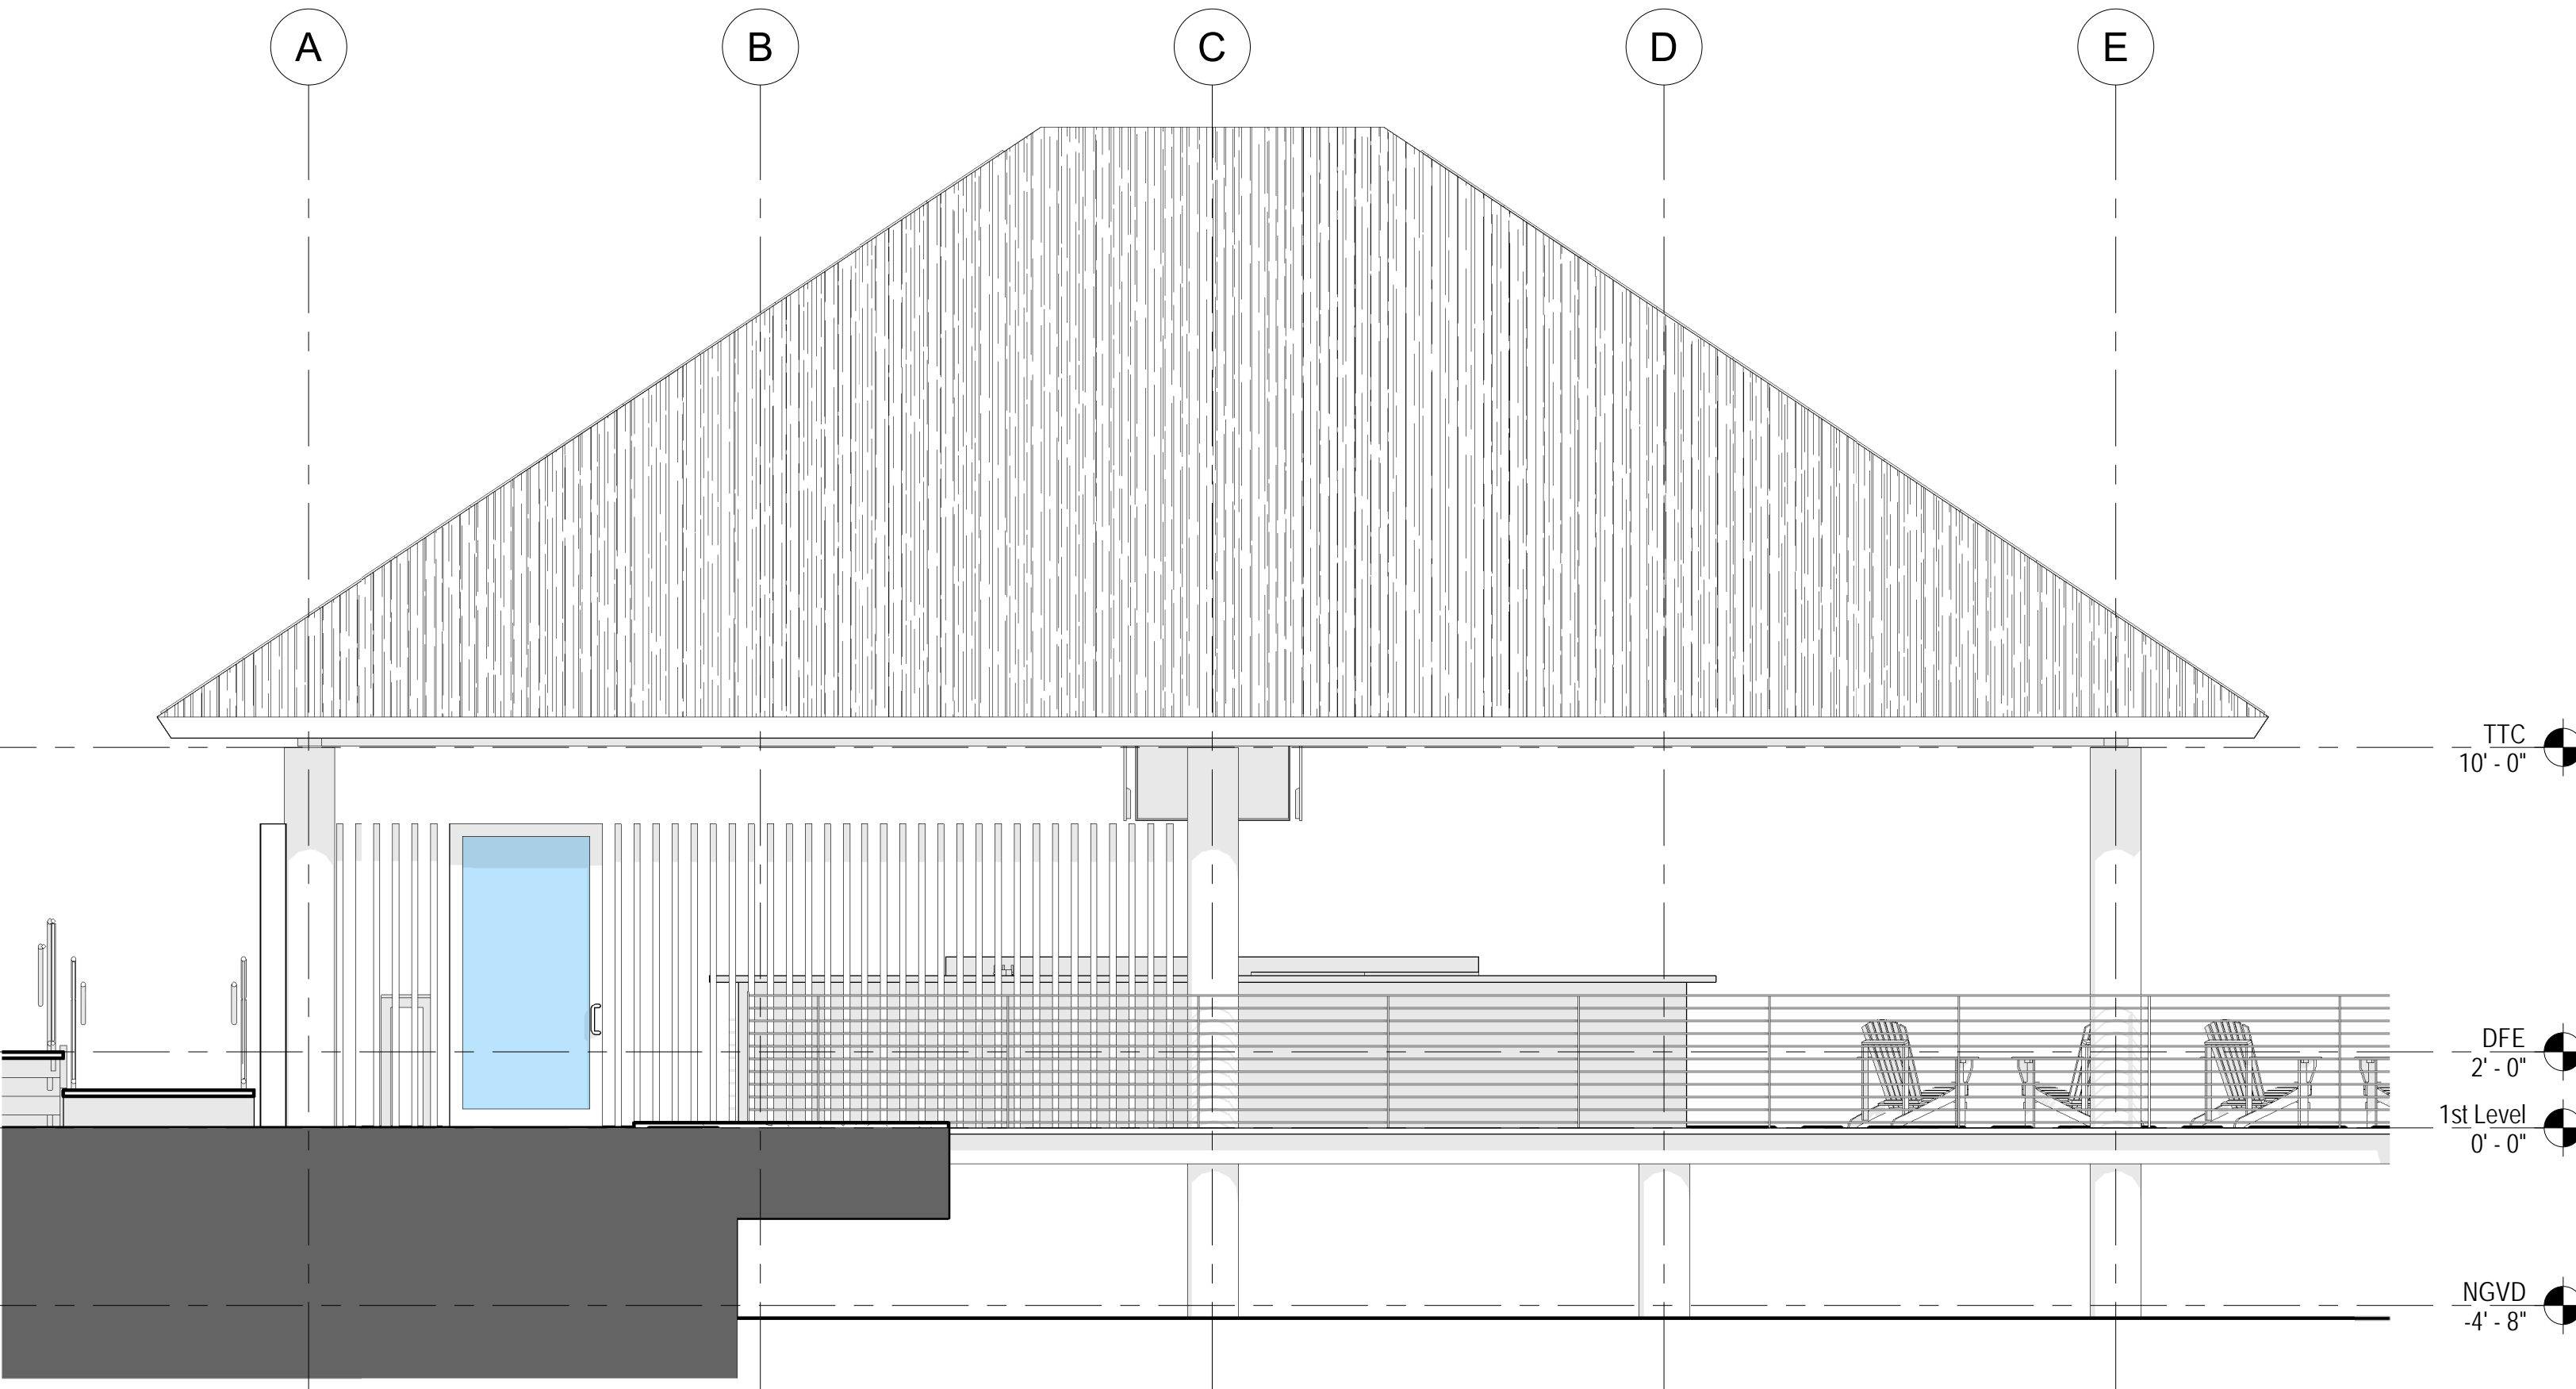 A
B
C
D
E
TTC
10' - 0"
DFE
2' - 0"
1st Level
0' - 0"
NGVD
-4' - 8"